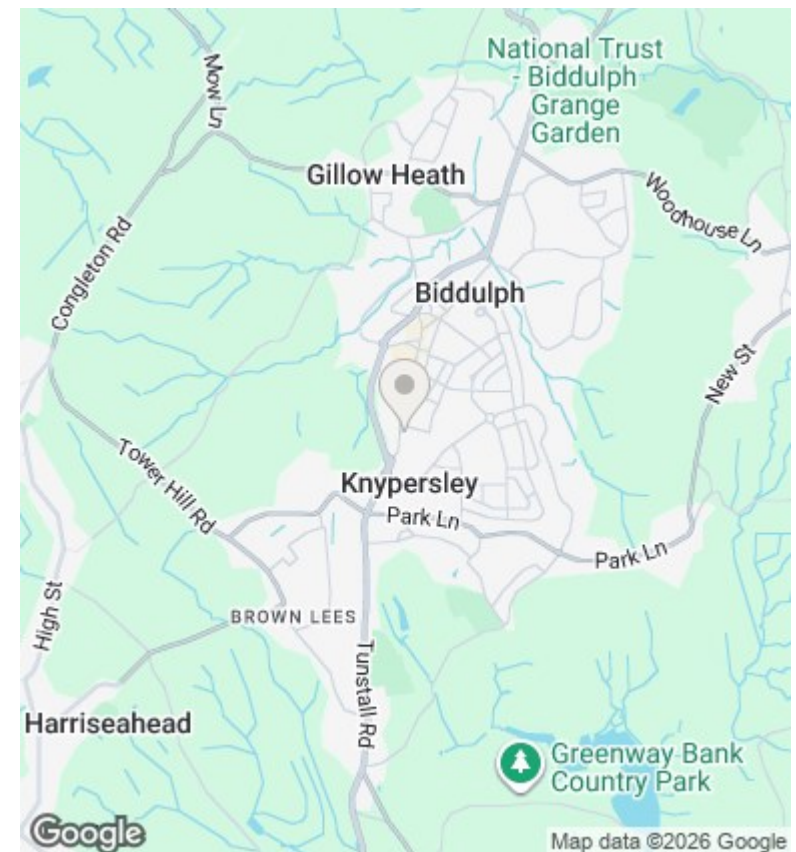 National Trust
- Biddulph
Grange
Garden
Mow Ln
Gillow Heath
Woodhouse Ln
Congleton Rd
Biddulph
New St
Tower Hill Rd
Knypersley
Park Ln
Park Ln
High St
BROWN LEES
Tunstall Rd
Harriseahead
Greenway Bank
Country Park
Google
Map data ©2026 Google